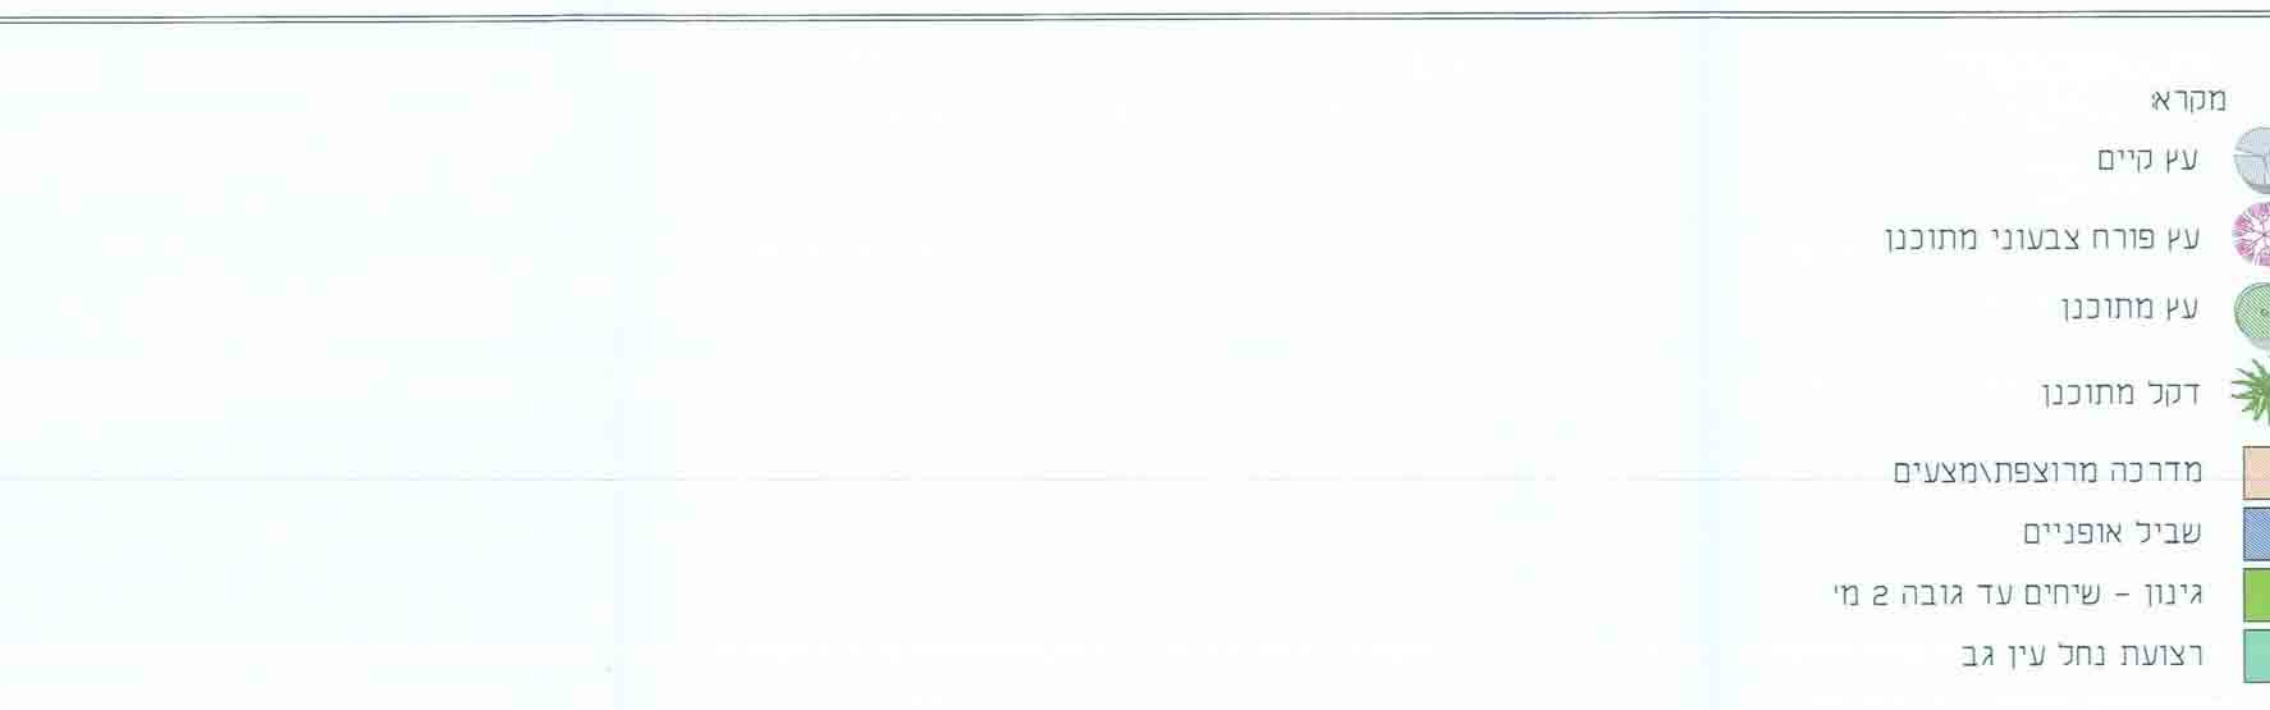 מקרא:
עץ קיים
עץ פורח צבעוני מתוכנן
עץ מתוכנן
דקל מתוכנן
מדרכה מרוצפת\מצעים
שביל אופניים
גינון - שיחים עד גובה 2 מ'
רצועת נחל עין גב